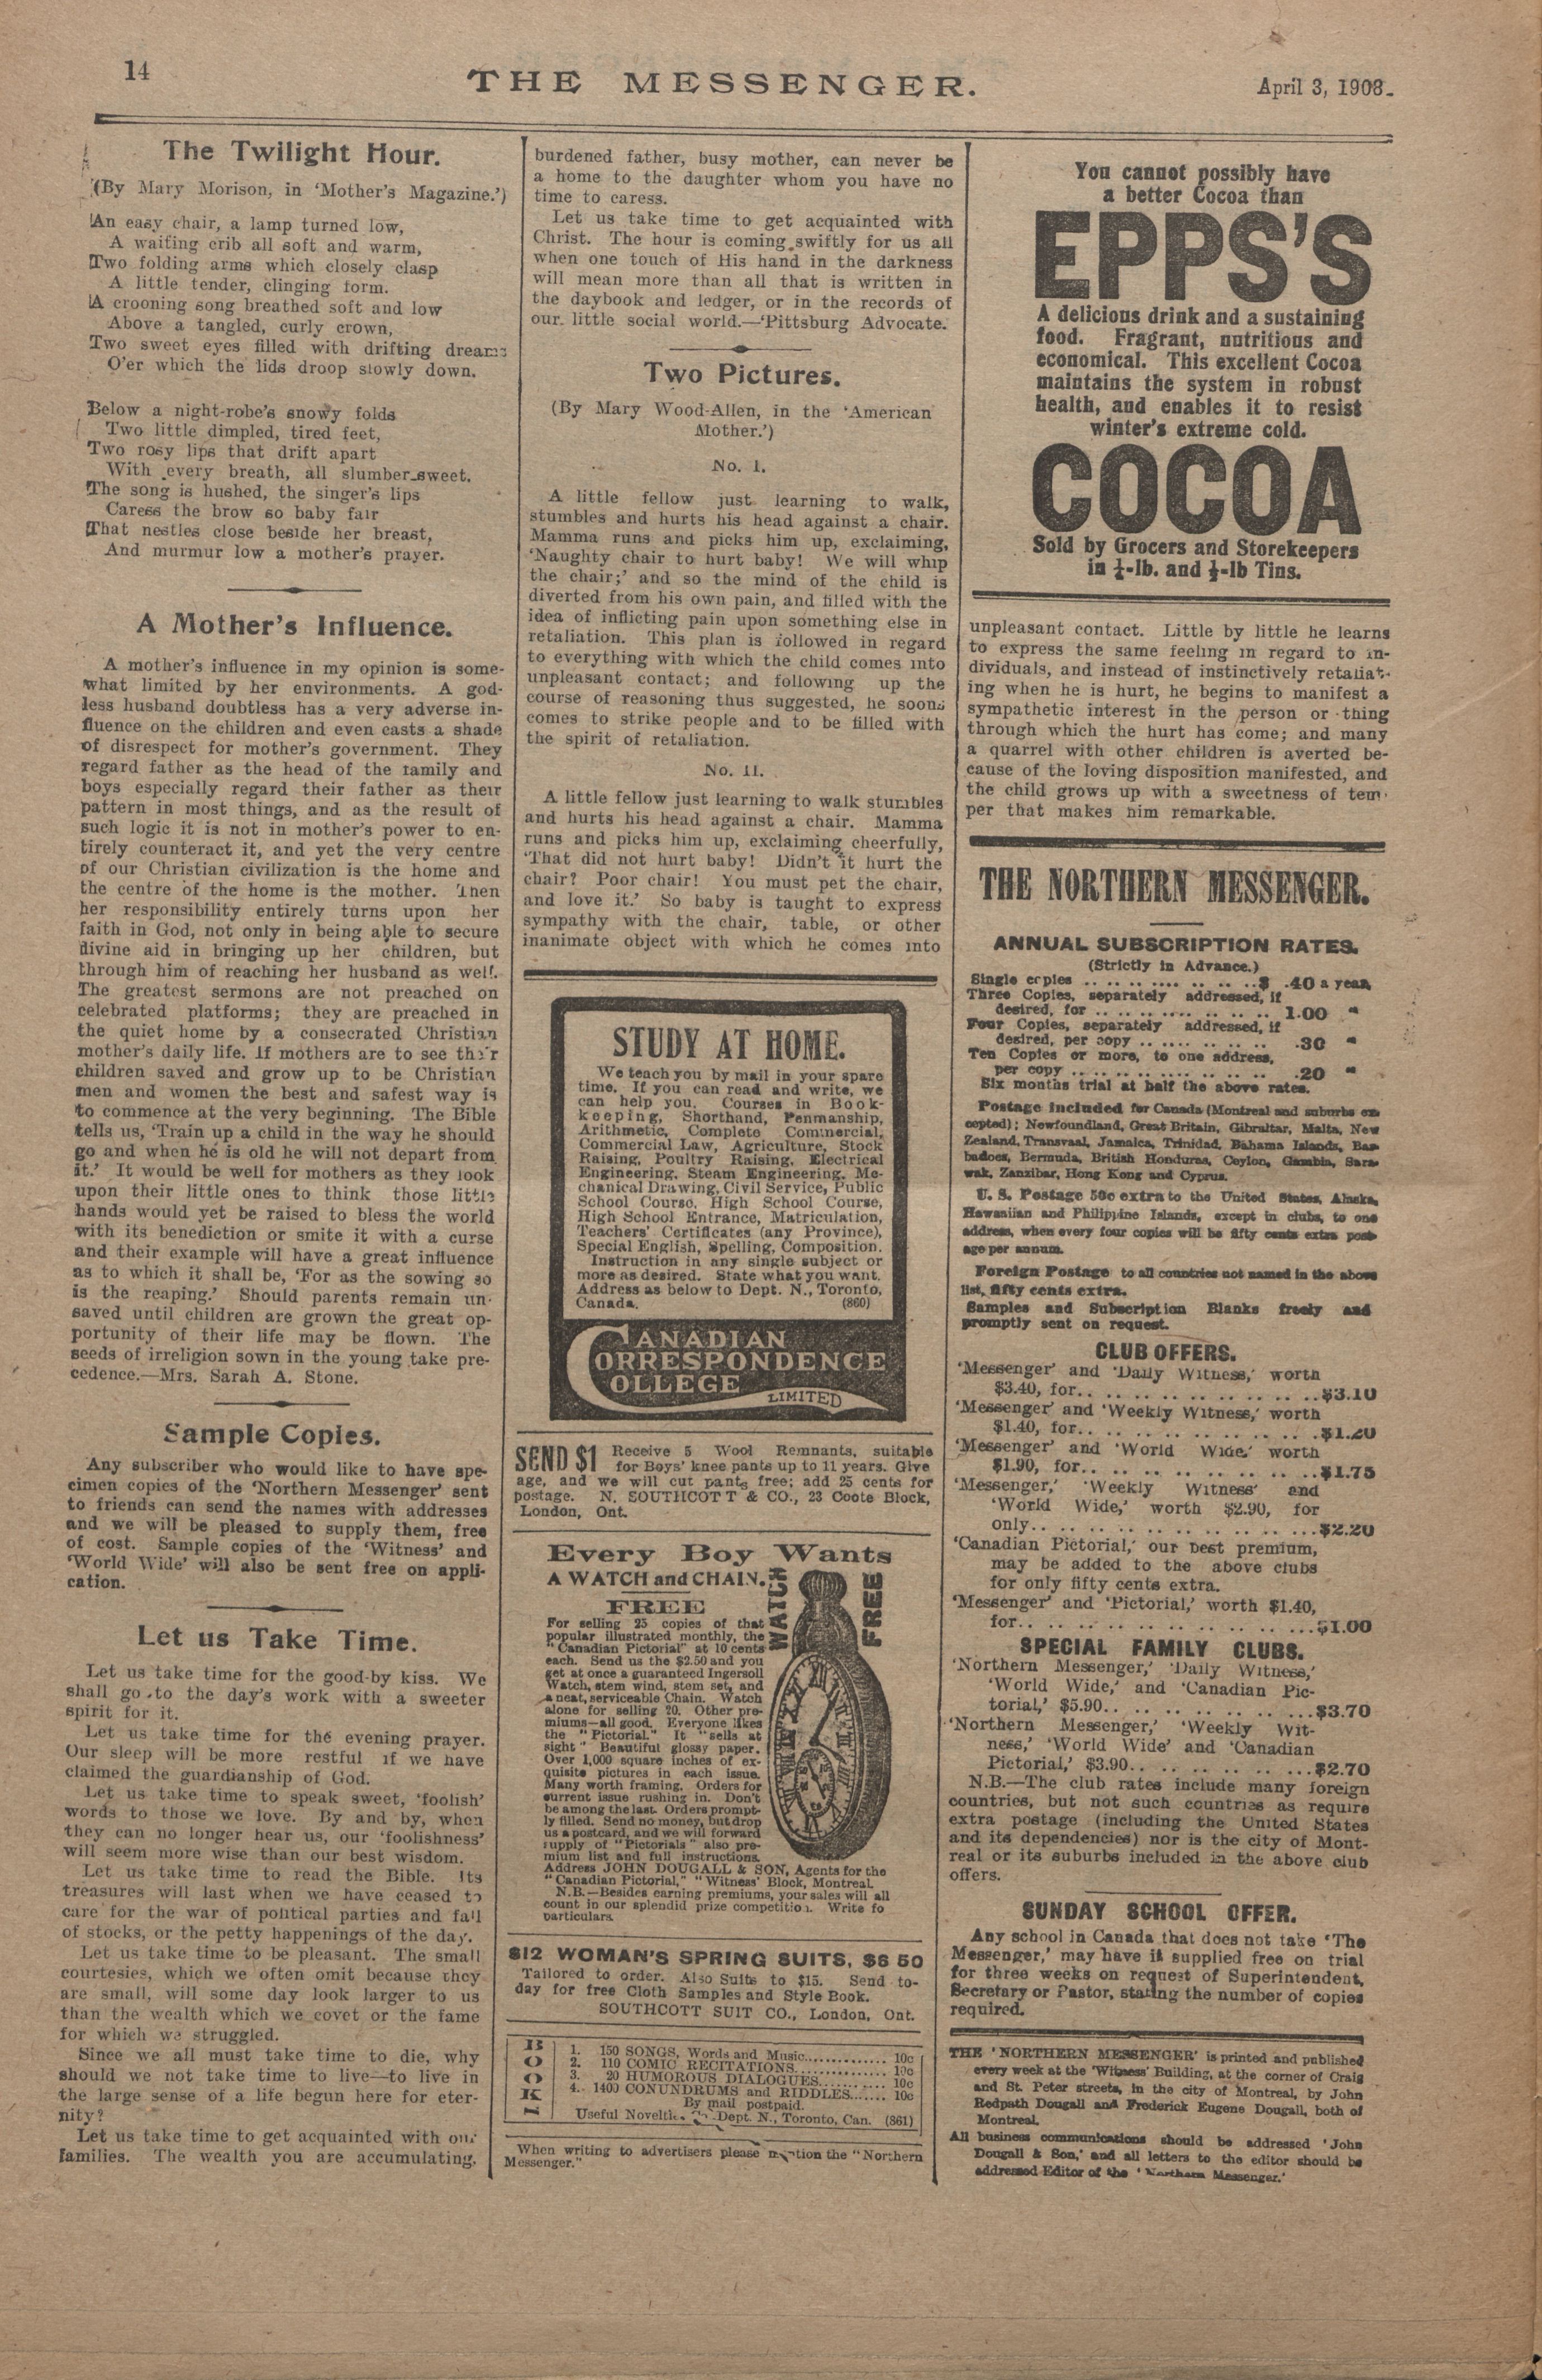 14
THE MESSENGER.
April 3, 1908.
The Twilight Hour.
(By Mary Morison, in 'Mother's Magazine.')
An easy chair, a lamp turned low,
A waiting crib all soft and warm,
Two folding arms which closely clasp
A little tender, clinging form.
A crooning song breathed soft and low
Above a tangled, curly crown,
Two sweet eyes filled with drifting dreams
O'er which the lids droop slowly down.
Below a night-robe's snowy folds
Two little dimpled, tired feet,
Two rosy lips that drift apart
With every breath, all slumber-sweet.
The song is hushed, the singer's lips
Caress the brow so baby fair
That nestles close beside her breast,
And murmur low a mother's prayer.
A Mother's Influence.
A mother's influence in my opinion is some-
what limited by her environments. A god-
less husband doubtless has a very adverse in-
fluence on the children and even casts a shade
of disrespect for mother's government. They
regard father as the head of the family and
boys especially regard their father as their
pattern in most things, and as the result of
such logic it is not in mother's power to en-
tirely counteract it, and yet the very centre
of our Christian civilization is the home and
the centre of the home is the mother. Then
her responsibility entirely turns upon her
faith in God, not only in being able to secure
divine aid in bringing up her children, but
through him of reaching her husband as well.
The greatest sermons are not preached on
celebrated platforms; they are preached in
the quiet home by a consecrated Christian
mother's daily life. If mothers are to see their
children saved and grow up to be Christian
men and women the best and safest way is
to commence at the very beginning. The Bible
tells us, 'Train up a child in the way he should
go and when he is old he will not depart from
it.' It would be well for mothers as they look
upon their little ones to think those little
hands would yet be raised to bless the world
with its benediction or smite it with a curse
and their example will have a great influence
as to which it shall be, 'For as the sowing so
is the reaping.' Should parents remain un-
saved until children are grown the great op-
portunity of their life may be flown. The
seeds of irreligion sown in the young take pre-
cedence.—Mrs. Sarah A. Stone.
Sample Copies.
Any subscriber who would like to have spe-
cimen copies of the 'Northern Messenger' sent
to friends can send the names with addresses
and we will be pleased to supply them, free
of cost. Sample copies of the 'Witness' and
'World Wide' will also be sent free on appli-
cation.
Let us Take Time.
Let us take time for the good-by kiss. We
shall go to the day's work with a sweeter
spirit for it.
Let us take time for the evening prayer.
Our sleep will be more restful if we have
claimed the guardianship of God.
Let us take time to speak sweet, 'foolish'
words to those we love. By and by, when
they can no longer hear us, our 'foolishness'
will seem more wise than our best wisdom.
Let us take time to read the Bible. Its
treasures will last when we have ceased to
care for the war of political parties and fall
of stocks, or the petty happenings of the day.
Let us take time to be pleasant. The small
courtesies, which we often omit because they
are small, will some day look larger to us
than the wealth which we covet or the fame
for which we struggled.
Since we all must take time to die, why
should we not take time to live—to live in
the large sense of a life begun here for eter-
nity?
Let us take time to get acquainted with our
families. The wealth you are accumulating,
burdened father, busy mother, can never be
a home to the daughter whom you have no
time to caress.
Let us take time to get acquainted with
Christ. The hour is coming swiftly for us all
when one touch of His hand in the darkness
will mean more than all that is written in
the daybook and ledger, or in the records of
our little social world.—'Pittsburg Advocate.
Two Pictures.
(By Mary Wood-Allen, in the 'American
Mother.')
No. I.
A little fellow just learning to walk,
stumbles and hurts his head against a chair.
Mamma runs and picks him up, exclaiming,
'Naughty chair to hurt baby! We will whip
the chair;' and so the mind of the child is
diverted from his own pain, and filled with the
idea of inflicting pain upon something else in
retaliation. This plan is followed in regard
to everything with which the child comes into
unpleasant contact; and following up the
course of reasoning thus suggested, he soon
comes to strike people and to be filled with
the spirit of retaliation.
No. II.
A little fellow just learning to walk stumbles
and hurts his head against a chair. Mamma
runs and picks him up, exclaiming cheerfully,
'That did not hurt baby! Didn't it hurt the
chair? Poor chair! You must pet the chair,
and love it.' So baby is taught to express
sympathy with the chair, table, or other
inanimate object with which he comes into
STUDY AT HOME.
We teach you by mail in your spare
time. If you can read and write, we
can help you. Courses in Book-
keeping, Shorthand, Penmanship,
Arithmetic, Complete Commercial,
Commercial Law, Agriculture, Stock
Raising, Poultry Raising, Electrical
Engineering, Steam Engineering, Me-
chanical Drawing, Civil Service, Public
School Course, High School Course,
High School Entrance, Matriculation,
Teachers' Certificates (any Province),
Special English, Spelling, Composition.
Instruction in any single subject or
more as desired. State what you want.
Address as below to Dept. N., Toronto,
Canada. (860)
CANADIAN
CORRESPONDENCE
COLLEGE
LIMITED
SEND $1 Receive 5 Wool Remnants, suitable
for Boys' knee pants up to 11 years. Give
age, and we will cut pants free; add 25 cents for
postage. N. SOUTHCOTT & CO., 23 Coote Block,
London, Ont.
Every Boy Wants
A WATCH and CHAIN.
FREE
WATCH
FREE
For selling 25 copies of that
popular illustrated monthly, the
"Canadian Pictorial" at 10 cents
each. Send us the $2.50 and you
get at once a guaranteed Ingersoll
Watch, stem wind, stem set, and
a neat, serviceable Chain. Watch
alone for selling 20. Other pre-
miums—all good. Everyone likes
the "Pictorial." It "sells at
sight" Beautiful glossy paper.
Over 1,000 square inches of ex-
quisite pictures in each issue.
Many worth framing. Orders for
current issue rushing in. Don't
be among the last. Orders prompt-
ly filled. Send no money, but drop
us a postcard, and we will forward
supply of "Pictorials" also pre-
mium list and full instructions.
Address JOHN DOUGALL & SON, Agents for the
"Canadian Pictorial," "Witness' Block, Montreal.
N.B.—Besides earning premiums, your sales will all
count in our splendid prize competition. Write fo
particulars.
$12 WOMAN'S SPRING SUITS, $6 50
Tailored to order. Also Suits to $15. Send to-
day for free Cloth Samples and Style Book.
SOUTHCOTT SUIT CO., London, Ont.
BOOKS
1. 150 SONGS, Words and Music.............. 10c
2. 110 COMIC RECITATIONS.............. 10c
3. 20 HUMOROUS DIALOGUES........... 10c
4. 1400 CONUNDRUMS and RIDDLES....... 10c
By mail postpaid.
Useful Novelti. Dept. N., Toronto, Can. (861)
When writing to advertisers please mention the "Northern
Messenger."
You cannot possibly have
a better Cocoa than
EPPS'S
A delicious drink and a sustaining
food. Fragrant, nutritious and
economical. This excellent Cocoa
maintains the system in robust
health, and enables it to resist
winter's extreme cold.
COCOA
Sold by Grocers and Storekeepers
in ¼-lb. and ½-lb Tins.
unpleasant contact. Little by little he learns
to express the same feeling in regard to in-
dividuals, and instead of instinctively retaliat-
ing when he is hurt, he begins to manifest a
sympathetic interest in the person or thing
through which the hurt has come; and many
a quarrel with other children is averted be-
cause of the loving disposition manifested, and
the child grows up with a sweetness of tem-
per that makes him remarkable.
THE NORTHERN MESSENGER.
ANNUAL SUBSCRIPTION RATES.
(Strictly in Advance.)
Single copies .. .. .. .... .. .. ..$ .40 a year,
Three Copies, separately addressed, if
desired, for .. .. .. .. .... .. .. .. .. 1.00 "
Four Copies, separately addressed, if
desired, per copy .. .. .... .. .. .. .30 "
Ten Copies or more, to one address,
per copy .. .. .. .. .... .. .. .. .. .20 "
Six months trial at half the above rates.
Postage included for Canada (Montreal and suburbs ex-
cepted); Newfoundland, Great Britain, Gibraltar, Malta, New
Zealand, Transvaal, Jamaica, Trinidad, Bahama Islands, Bar-
badoes, Bermuda, British Honduras, Ceylon, Gambia, Sara-
wak, Zanzibar, Hong Kong and Cyprus.
U. S. Postage 50c extra to the United States, Alaska,
Hawaiian and Philippine Islands, except in clubs, to one
address, when every four copies will be fifty cents extra post-
age per annum.
Foreign Postage to all countries not named in the above
list, fifty cents extra.
Samples and Subscription Blanks freely and
promptly sent on request.
CLUB OFFERS.
'Messenger' and 'Daily Witness,' worth
$3.40, for.. .. .. .. .. .. .. .. .. ..$3.10
'Messenger' and 'Weekly Witness,' worth
$1.40, for.. .. .. .. .. .. .. .. .. ..$1.20
'Messenger' and 'World Wide,' worth
$1.90, for.. .. .. .. .. .. .. .. .. ..$1.75
'Messenger,' 'Weekly Witness' and
'World Wide,' worth $2.90, for
only.. .. .. .. .. .. .. .. .. .. ...$2.20
'Canadian Pictorial,' our best premium,
may be added to the above clubs
for only fifty cents extra.
'Messenger' and 'Pictorial,' worth $1.40,
for.. .. .. .. .. .. .. .. .. .. ...$1.00
SPECIAL FAMILY CLUBS.
'Northern Messenger,' 'Daily Witness,'
'World Wide,' and 'Canadian Pic-
torial,' $5.90.. .. .. .. .. .. .. ...$3.70
'Northern Messenger,' 'Weekly Wit-
ness,' 'World Wide' and 'Canadian
Pictorial,' $3.90.. .. .. .. .. .. ...$2.70
N.B.—The club rates include many foreign
countries, but not such countries as require
extra postage (including the United States
and its dependencies) nor is the city of Mont-
real or its suburbs included in the above club
offers.
SUNDAY SCHOOL OFFER.
Any school in Canada that does not take 'The
Messenger,' may have it supplied free on trial
for three weeks on request of Superintendent,
Secretary or Pastor, stating the number of copies
required.
THE 'NORTHERN MESSENGER' is printed and published
every week at the 'Witness' Building, at the corner of Craig
and St. Peter streets, in the city of Montreal, by John
Redpath Dougall and Frederick Eugene Dougall, both of
Montreal.
All business communications should be addressed 'John
Dougall & Son,' and all letters to the editor should be
addressed Editor of the 'Northern Messenger.'